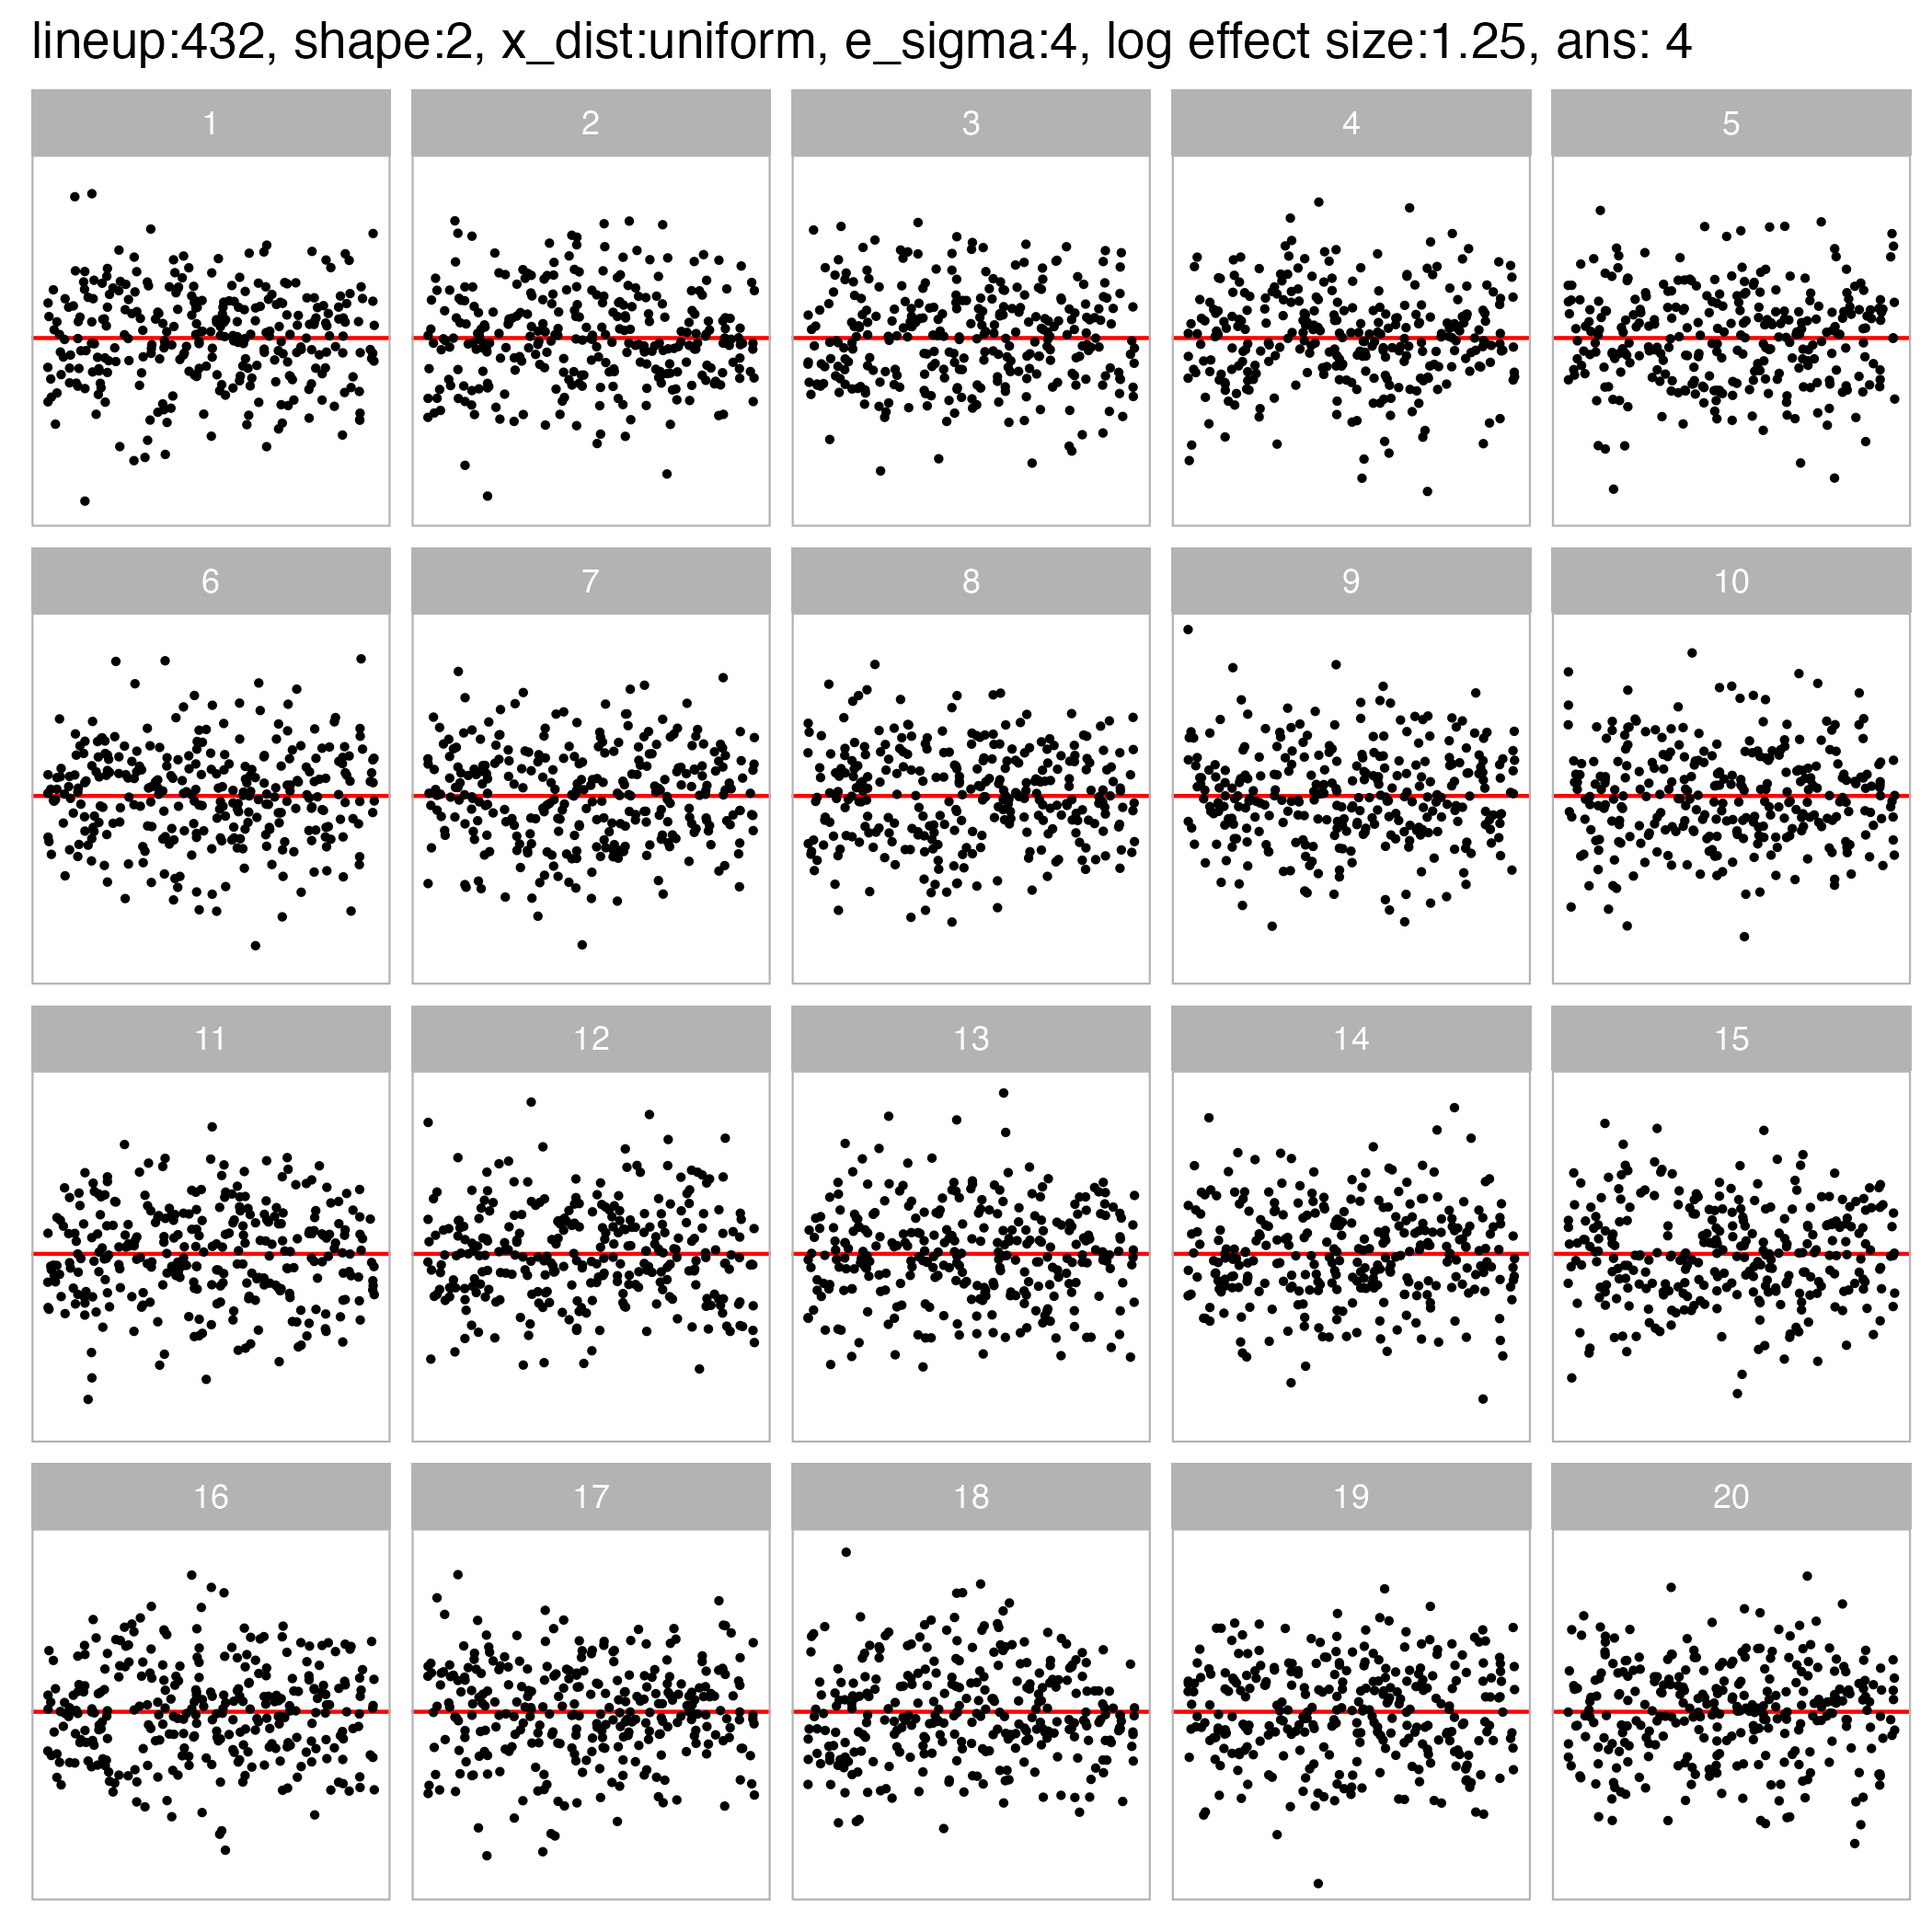 lineup:432, shape:2, x_dist:uniform, e_sigma:4, log effect size:1.25, ans: 4
1 2 3 4 5
6 7 8 9 10
11 12 13 14 15
16 17 18 19 20